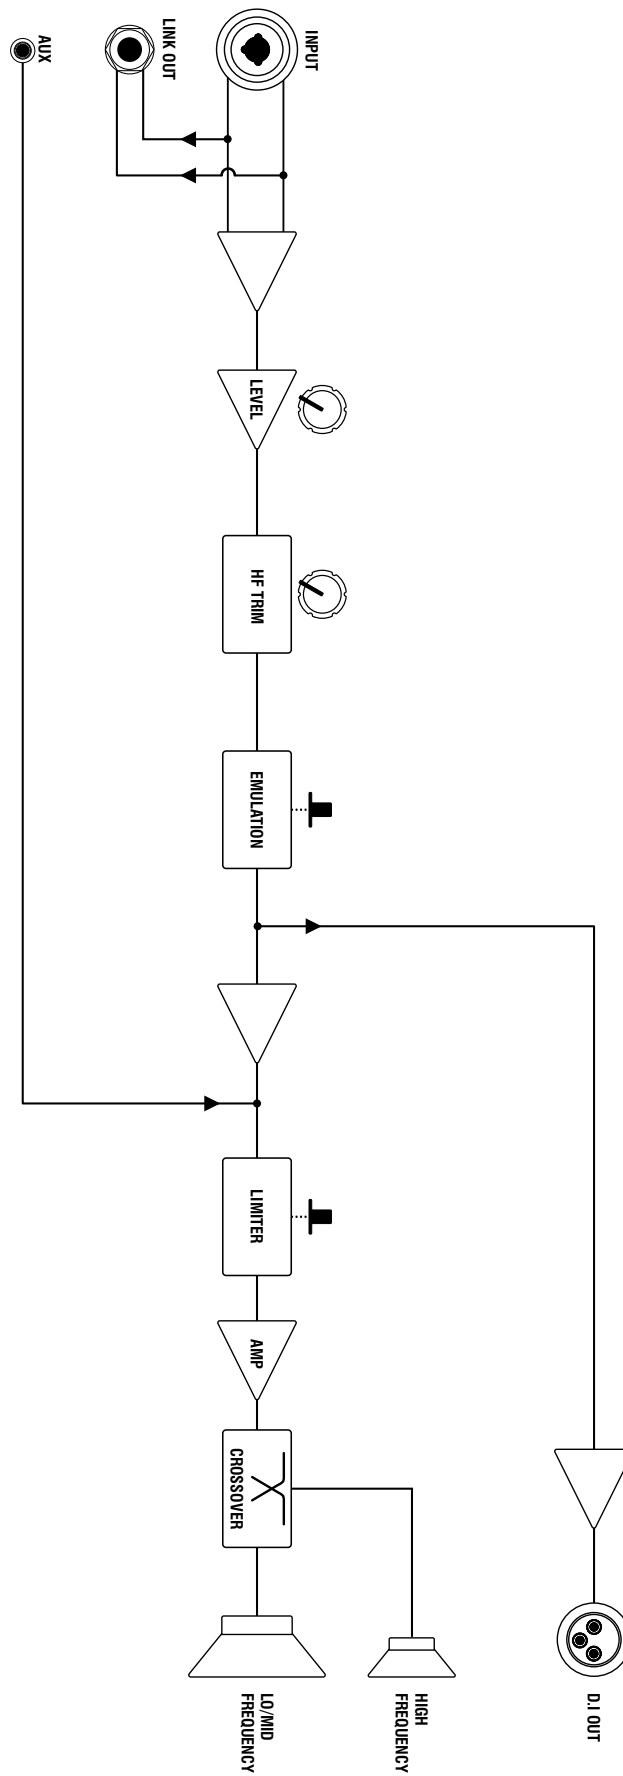 AUX
LINK OUT
INPUT
LEVEL
HF TRIM
EMULATION
LIMITER
AMP
CROSSOVER
LO/MID
FREQUENCY
HIGH
FREQUENCY
D.I OUT